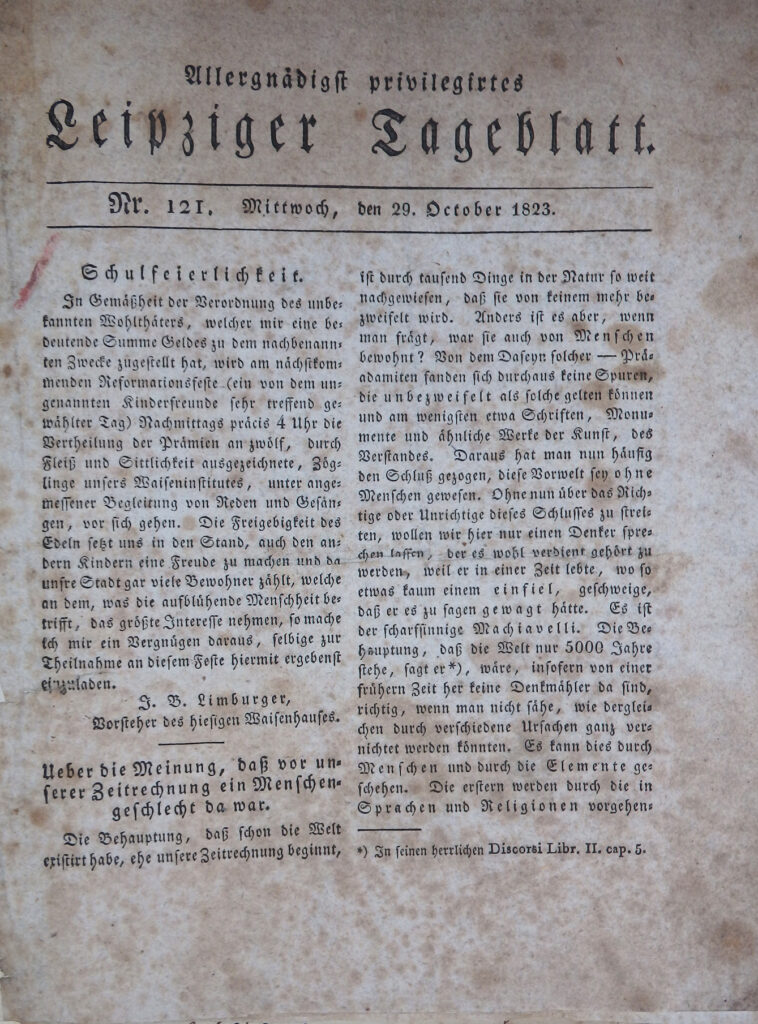 Allergnädigst privilegirtes
Leipziger Tageblatt.
Nr. 121. Mittwoch, den 29. October 1823.
Schulfeierlichkeit.
In Gemäßheit der Verordnung des unbe-
kannten Wohlthäters, welcher mir eine be-
deutende Summe Geldes zu dem nachbenann-
ten Zwecke zugestellt hat, wird am nächstkom-
menden Reformationsfeste (ein von dem un-
genannten Kinderfreunde sehr treffend ge-
wählter Tag) Nachmittags präcis 4 Uhr die
Vertheilung der Prämien an zwölf, durch
Fleiß und Sittlichkeit ausgezeichnete, Zög-
linge unsers Waiseninstitutes, unter ange-
messener Begleitung von Reden und Gesän-
gen, vor sich gehen. Die Freigebigkeit des
Edeln setzt uns in den Stand, auch den an-
dern Kindern eine Freude zu machen und da
unsre Stadt gar viele Bewohner zählt, welche
an dem, was die aufblühende Menschheit be-
trifft, das größte Interesse nehmen, so mache
ich mir ein Vergnügen daraus, selbige zur
Theilnahme an diesem Feste hiermit ergebenst
einzuladen.
J. B. Limburger,
Vorsteher des hiesigen Waisenhauses.
Ueber die Meinung, daß vor un-
serer Zeitrechnung ein Menschen-
geschlecht da war.
Die Behauptung, daß schon die Welt
existirt habe, ehe unsere Zeitrechnung beginnt,
ist durch tausend Dinge in der Natur so weit
nachgewiesen, daß sie von keinem mehr be-
zweifelt wird. Anders ist es aber, wenn
man frägt, war sie auch von Menschen
bewohnt? Von dem Daseyn solcher — Prä-
adamiten fanden sich durchaus keine Spuren,
die unbezweifelt als solche gelten können
und am wenigsten etwa Schriften, Monu-
mente und ähnliche Werke der Kunst, des
Verstandes. Daraus hat man nun häufig
den Schluß gezogen, diese Vorwelt sey ohne
Menschen gewesen. Ohne nun über das Rich-
tige oder Unrichtige dieses Schlusses zu strei-
ten, wollen wir hier nur einen Denker spre-
chen lassen, der es wohl verdient gehört zu
werden, weil er in einer Zeit lebte, wo so
etwas kaum einem einfiel, geschweige,
daß er es zu sagen gewagt hätte. Es ist
der scharfsinnige Machiavelli. Die Be-
hauptung, daß die Welt nur 5000 Jahre
stehe, sagt er*), wäre, insofern von einer
frühern Zeit her keine Denkmähler da sind,
richtig, wenn man nicht sähe, wie derglei-
chen durch verschiedene Ursachen ganz ver-
nichtet werden könnten. Es kann dies durch
Menschen und durch die Elemente ge-
schehen. Die erstern werden durch die in
Sprachen und Religionen vorgehen-
*) In seinen herrlichen Discorsi Libr. II. cap. 5.